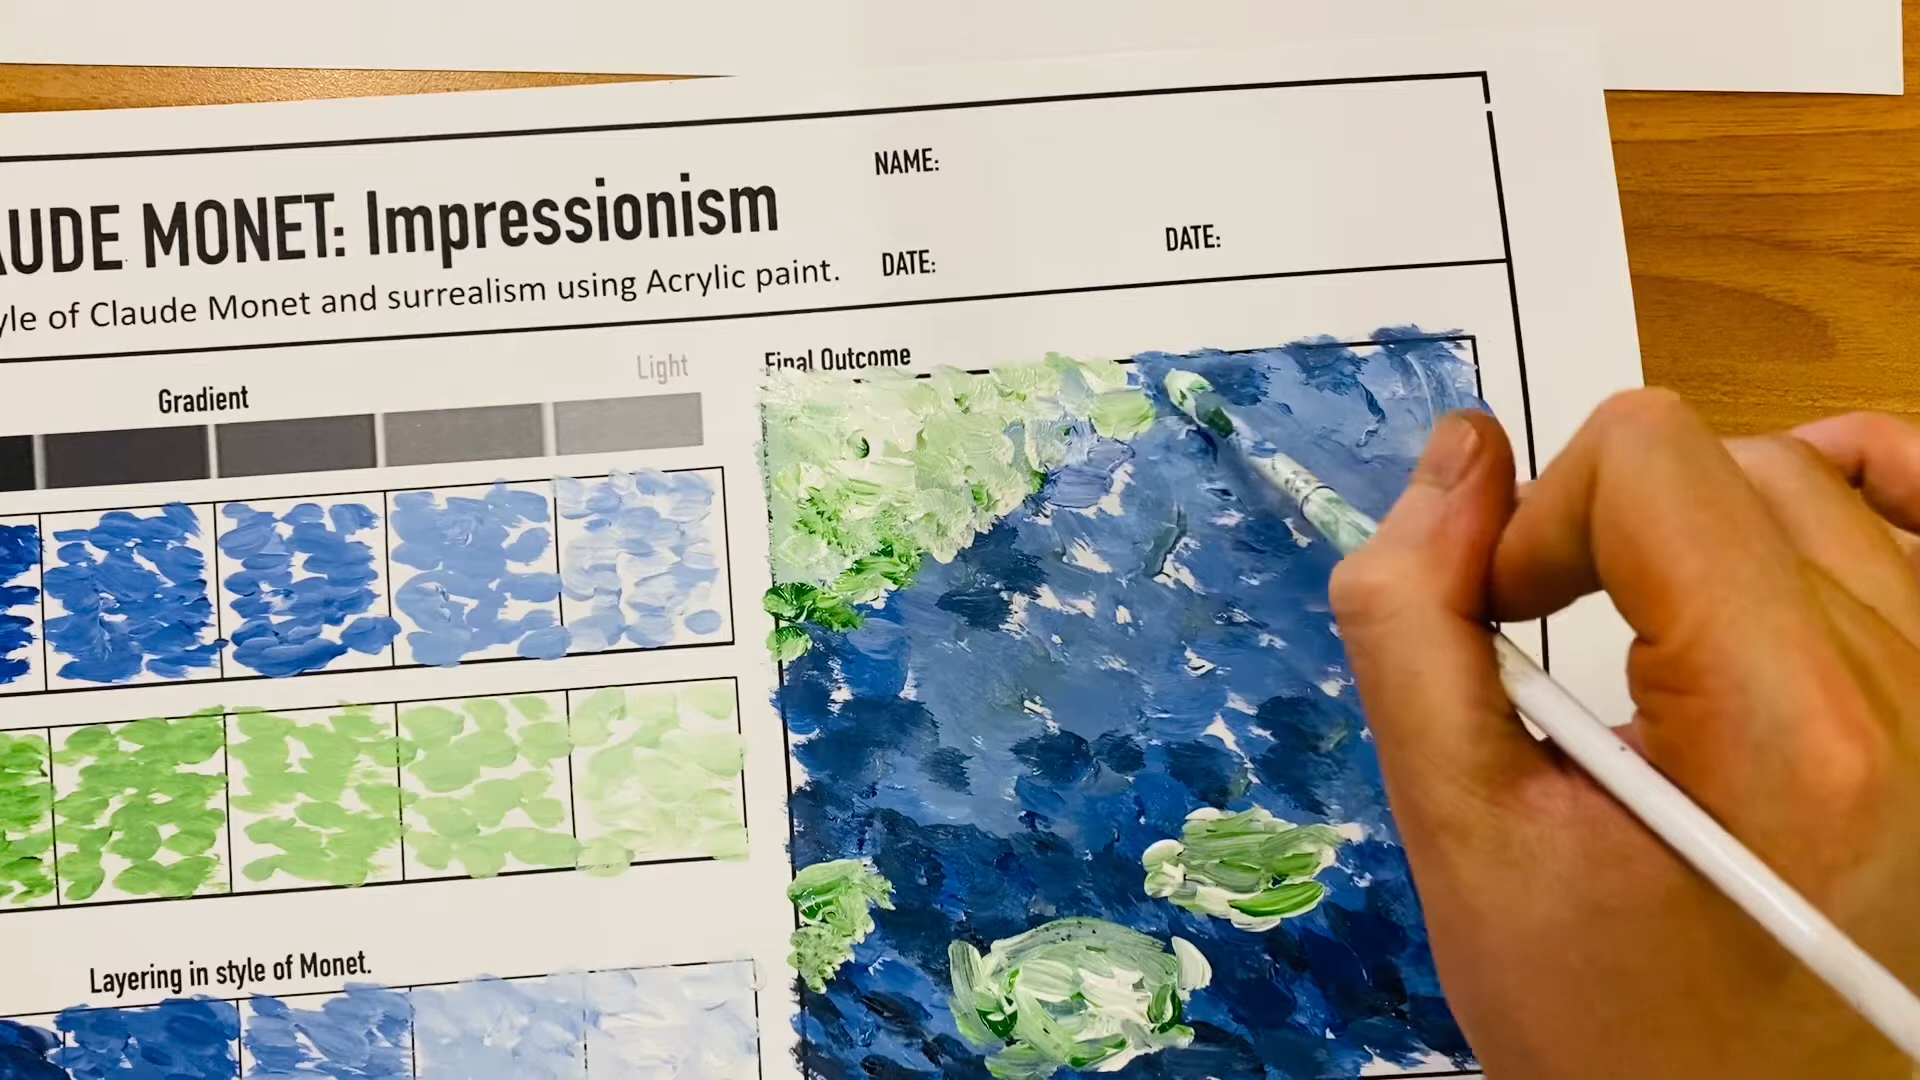 AUDE MONET: Impressionism
yle of Claude Monet and surrealism using Acrylic paint.
NAME:
DATE:
DATE:
Gradient
Light
Final Outcome
Layering in style of Monet.